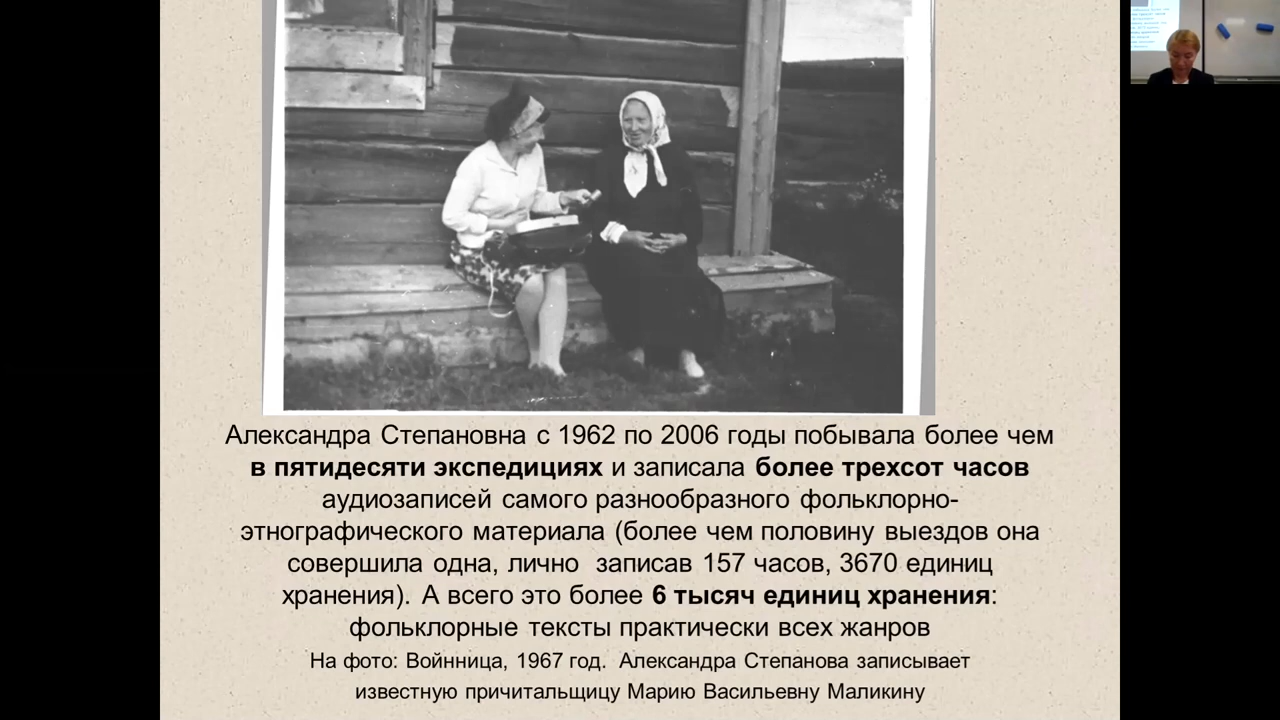 Александра Степановна с 1962 по 2006 годы побывала более чем
в пятидесяти экспедициях и записала более трехсот часов
аудиозаписей самого разнообразного фольклорно-
этнографического материала (более чем половину выездов она
совершила одна, лично записав 157 часов, 3670 единиц
хранения). А всего это более 6 тысяч единиц хранения:
фольклорные тексты практически всех жанров
На фото: Войнница, 1967 год. Александра Степанова записывает
известную причитальщицу Марию Васильевну Маликину